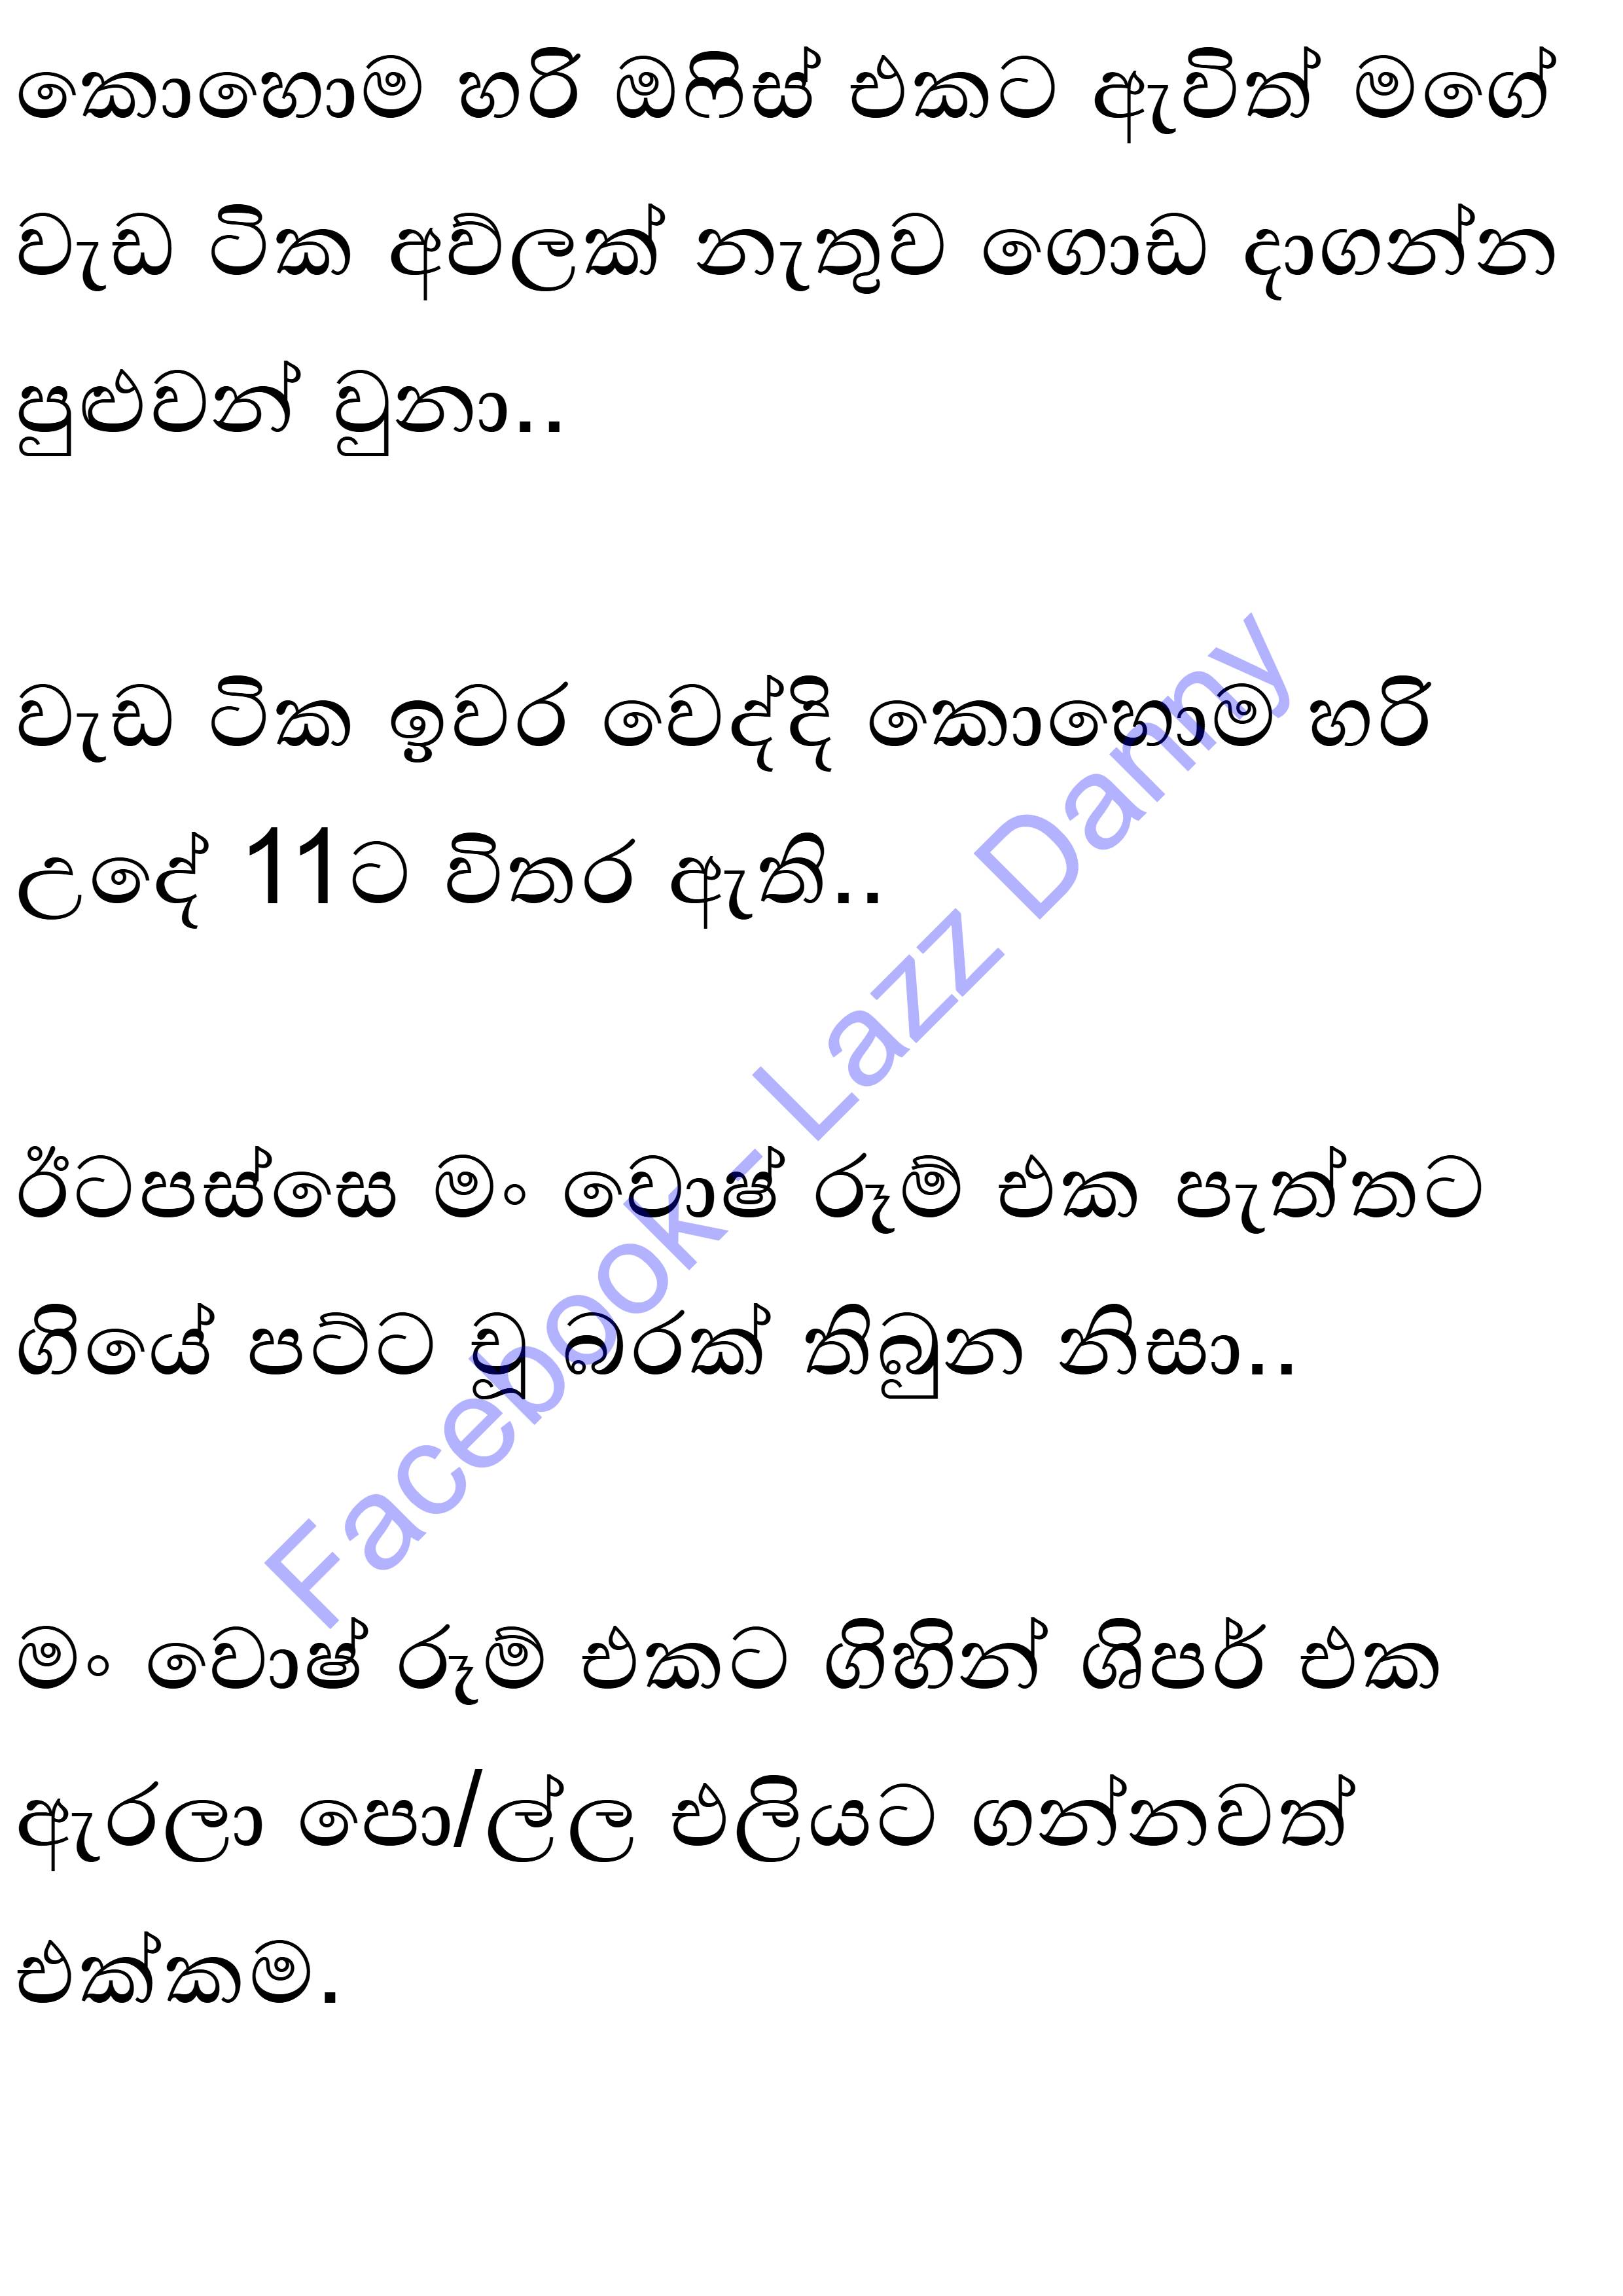 කොහොම හරි ඔෆිස් එකට ඇවිත් මගේ
වැඩ ටික අව්ලක් නැතුව ගොඩ දාගන්න
පුළුවන් වුනා..
වැඩ ටික ඉවර වෙද්දි කොහොම හරි
උදේ 11ට විතර ඇති..
ඊටපස්සෙ මං වොෂ් රූම් එක පැත්තට
ගියේ පට්ට චූ බරක් තිබුන නිසා..
මං වොෂ් රූම් එකට ගිහින් ශිපර් එක
ඇරලා පො/ල්ල එලියට ගන්නවත්
එක්කම.
Facebook- Lazz Danny